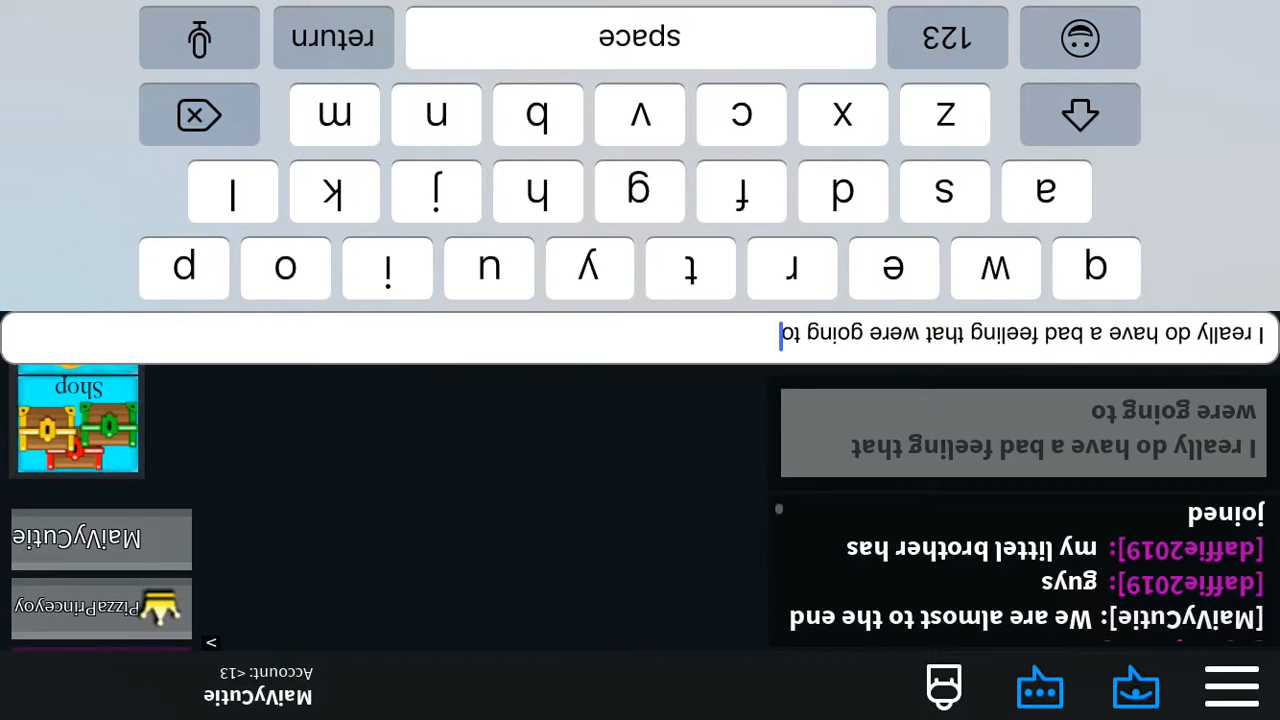 MaiVyCutie
Account: <13
[MaiVyCutie]: We are almost to the end
[daffie2019]: guys
[daffie2019]: my littel brother has
joined
I really do have a bad feeling that
were going to
PizzaPrinceyoy
MaiVyCutie
Shop
I really do have a bad feeling that were going to
q w e r t y u i o p
a s d f g h j k l
z x c v b n m
123 space return